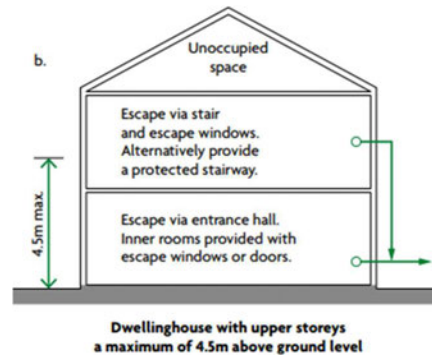 b.
Unoccupied
space
Escape via stair
and escape windows.
Alternatively provide
a protected stairway.
4.5m max.
Escape via entrance hall.
Inner rooms provided with
escape windows or doors.
Dwellinghouse with upper storeys
a maximum of 4.5m above ground level